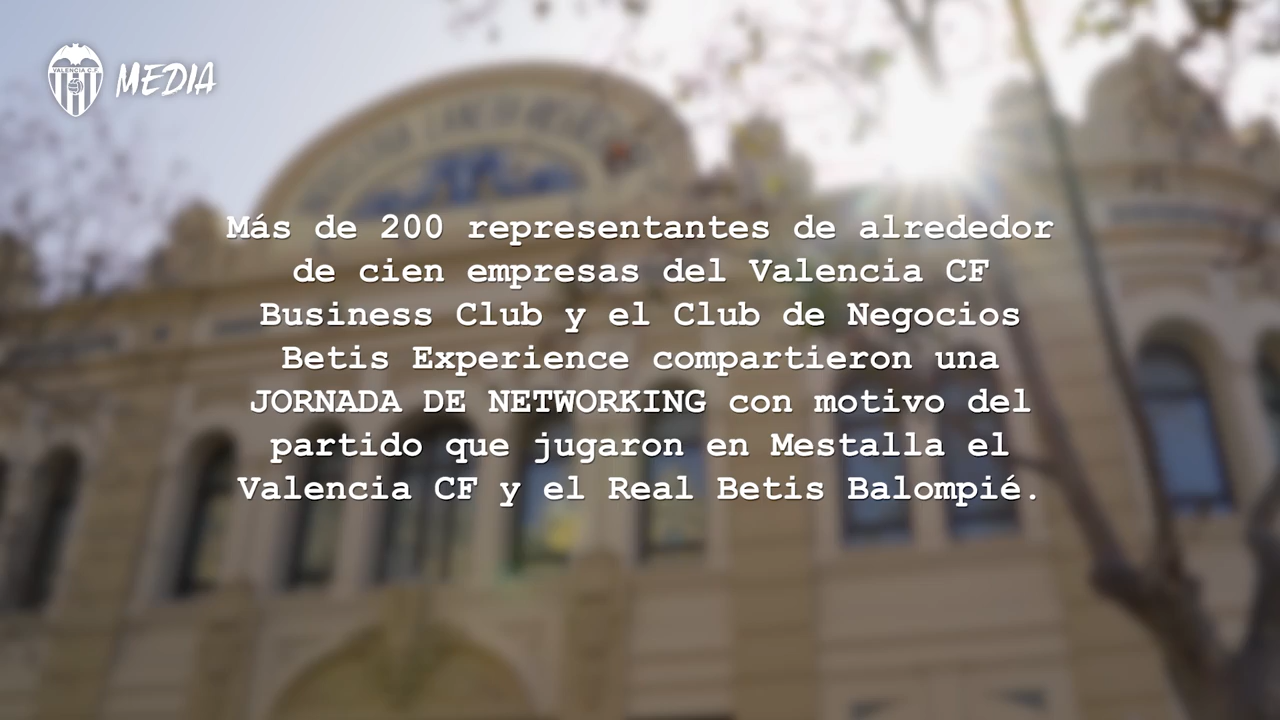 VALENCIA C.F.
MEDIA
Más de 200 representantes de alrededor
de cien empresas del Valencia CF
Business Club y el Club de Negocios
Betis Experience compartieron una
JORNADA DE NETWORKING con motivo del
partido que jugaron en Mestalla el
Valencia CF y el Real Betis Balompié.